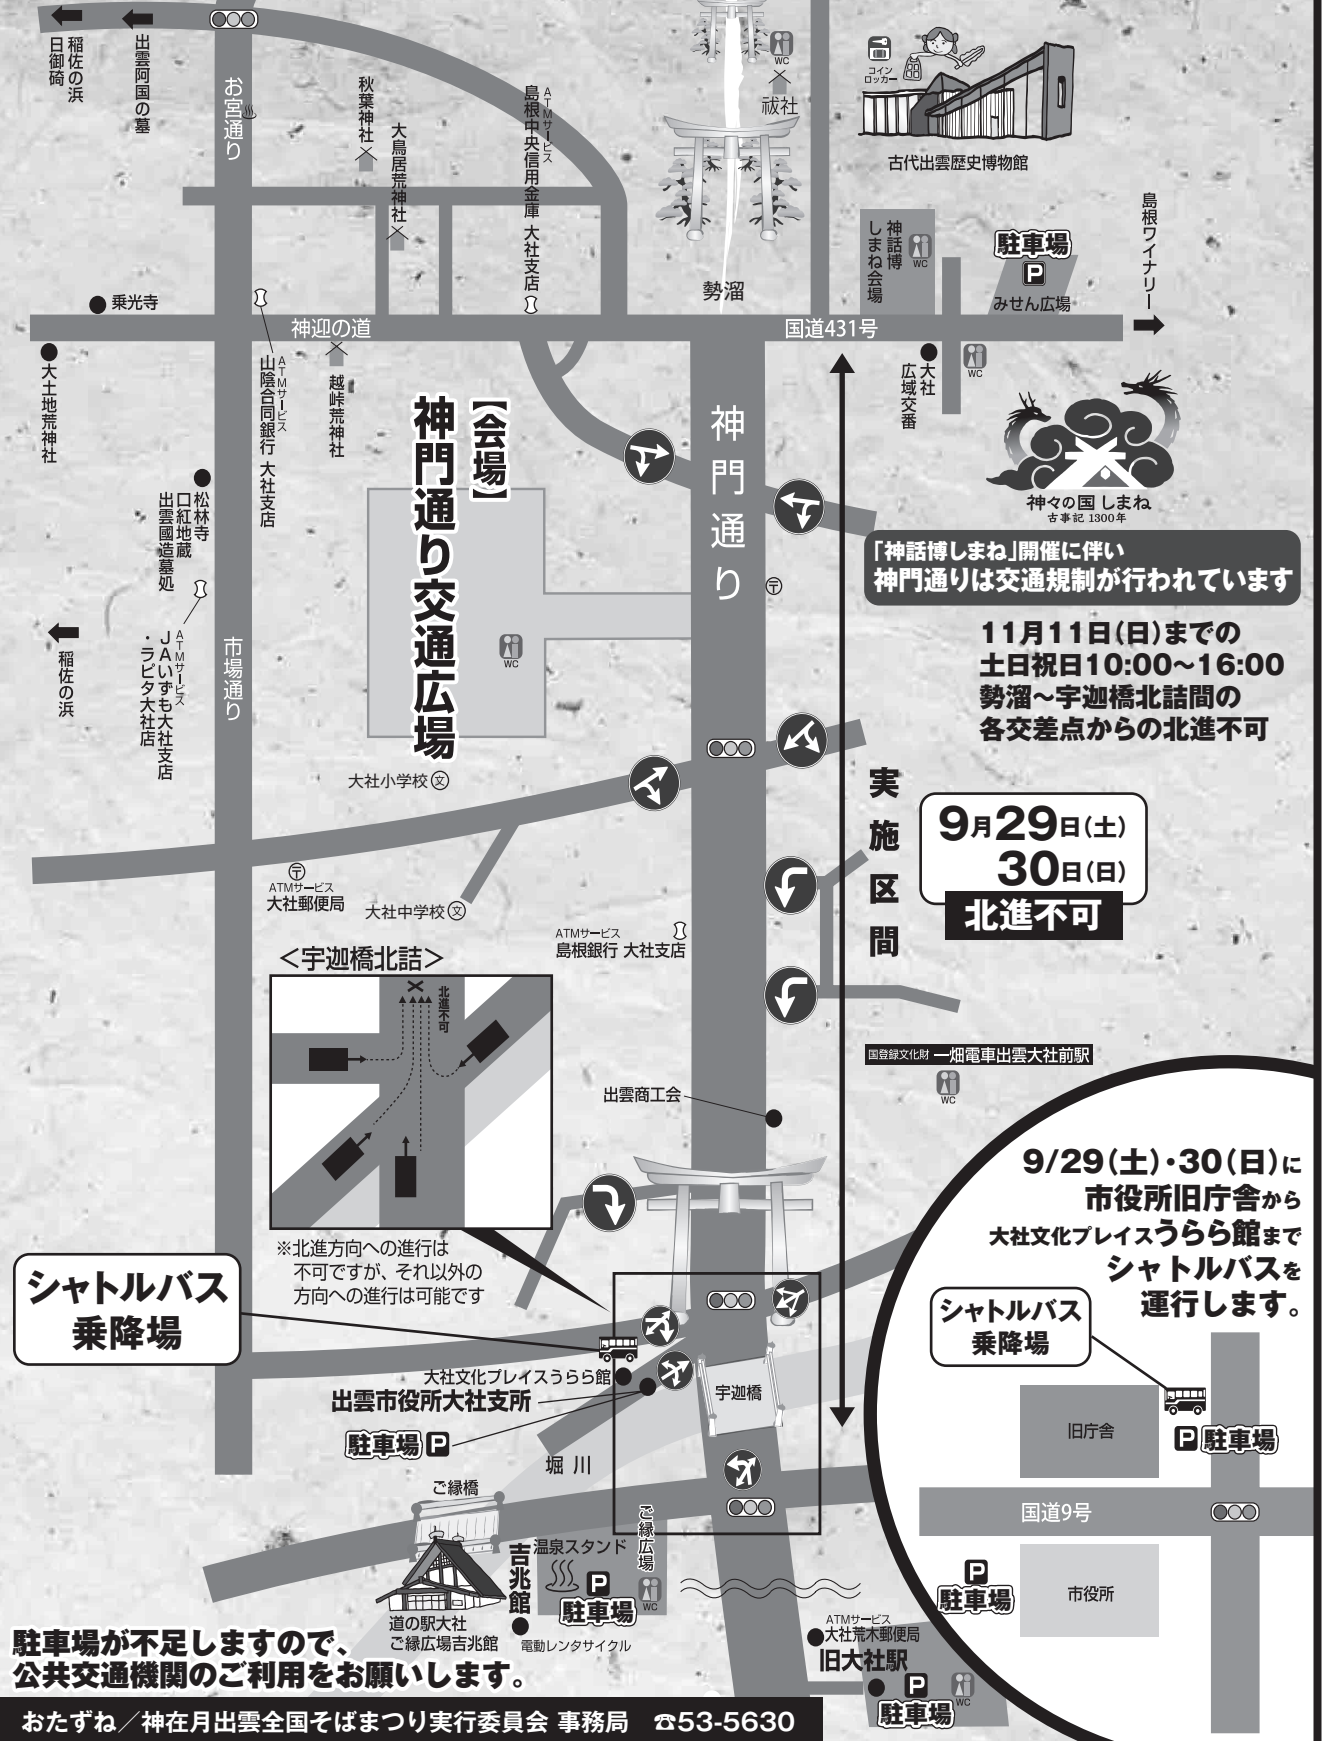 稲佐の浜
日御碕
出雲阿国の墓
お宮通り
秋葉神社
大鳥居荒神社
ATMサービス
島根中央信用金庫 大社支店
WC
祓社
コイン
ロッカー
古代出雲歴史博物館
島根ワイナリー
神話博
しまね会場
WC
駐車場
P
みせん広場
勢溜
乗光寺
神迎の道
国道431号
大土地荒神社
ATMサービス
山陰合同銀行 大社支店
越峠荒神社
大社
広域交番
WC
【会場】
神門通り交通広場
WC
神門通り
〒
神々の国 しまね
古事記 1300年
「神話博しまね」開催に伴い
神門通りは交通規制が行われています
11月11日(日)までの
土日祝日10:00〜16:00
勢溜〜宇迦橋北詰間の
各交差点からの北進不可
松林寺
口紅地蔵
出雲國造墓処
ATMサービス
JAいずも大社支店
・ラピタ大社店
稲佐の浜
市場通り
大社小学校 文
実施区間
9月29日(土)
30日(日)
北進不可
〒
ATMサービス
大社郵便局
大社中学校 文
ATMサービス
島根銀行 大社支店
<宇迦橋北詰>
北進不可
※北進方向への進行は
不可ですが、それ以外の
方向への進行は可能です
国登録文化財 一畑電車出雲大社前駅
WC
出雲商工会
9/29(土)・30(日)に
市役所旧庁舎から
大社文化プレイスうらら館まで
シャトルバスを
運行します。
シャトルバス
乗降場
シャトルバス
乗降場
大社文化プレイスうらら館
出雲市役所大社支所
駐車場 P
宇迦橋
堀川
旧庁舎
P 駐車場
国道9号
P
駐車場
市役所
ご縁橋
ご縁広場
温泉スタンド
吉兆館
P
駐車場
WC
道の駅大社
ご縁広場吉兆館
電動レンタサイクル
ATMサービス
大社荒木郵便局
旧大社駅
P
駐車場
WC
駐車場が不足しますので、
公共交通機関のご利用をお願いします。
おたずね／神在月出雲全国そばまつり実行委員会 事務局 ☎53-5630